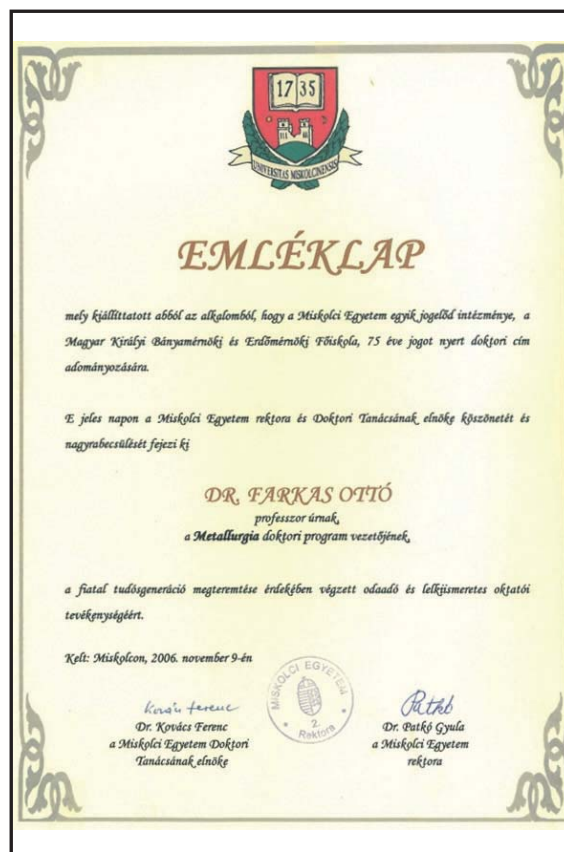 17 35
UNIVERSITAS MISKOLCINENSIS
EMLÉKLAP
mely kiállíttatott abból az alkalomból, hogy a Miskolci Egyetem egyik jogelőd intézménye, a
Magyar Királyi Bányamérnöki és Erdőmérnöki Főiskola, 75 éve jogot nyert doktori cím
adományozására.
E jeles napon a Miskolci Egyetem rektora és Doktori Tanácsának elnöke köszönetét és
nagyrabecsülését fejezi ki
DR. FARKAS OTTÓ
professzor úrnak,
a Metallurgia doktori program vezetőjének,
a fiatal tudósgeneráció megteremtése érdekében végzett odaadó és lelkiismeretes oktatói
tevékenységéért.
Kelt: Miskolcon, 2006. november 9-én
MISKOLCI EGYETEM
2.
Rektora
Kovács Ferenc
Patkó
Dr. Kovács Ferenc
a Miskolci Egyetem Doktori
Tanácsának elnöke
Dr. Patkó Gyula
a Miskolci Egyetem
rektora